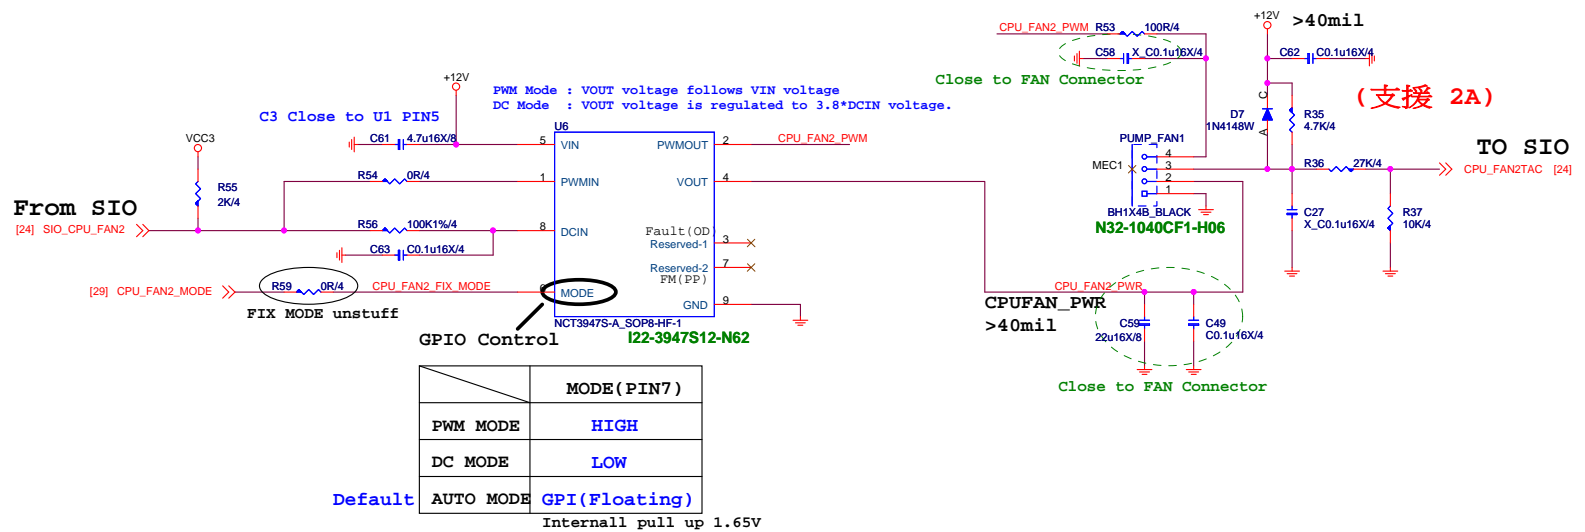 CPU_FAN2_PWM R53 100R/4
C58 X_C0.1u16X/4
Close to FAN Connector
+12V >40mil
C62 C0.1u16X/4
(支援 2A)
+12V
PWM Mode : VOUT voltage follows VIN voltage
DC Mode : VOUT voltage is regulated to 3.8*DCIN voltage.
C3 Close to U1 PIN5
C61 4.7u16X/8
U6
5 VIN
PWMOUT 2 CPU_FAN2_PWM
D7
1N4148W
C
A
R35
4.7K/4
PUMP_FAN1
MEC1
4
3
2
1
BH1X4B_BLACK
N32-1040CF1-H06
R36 27K/4
TO SIO
CPU_FAN2TAC [24]
VCC3
R55
2K/4
R54 0R/4
1 PWMIN
VOUT 4
From SIO
[24] SIO_CPU_FAN2
R56 100K1%/4
8 DCIN
C63 C0.1u16X/4
Fault(OD
Reserved-1 3
Reserved-2 7
FM(PP)
C27
X_C0.1u16X/4
R37
10K/4
[29] CPU_FAN2_MODE
R59 0R/4
CPU_FAN2_FIX_MODE
MODE
GND 9
FIX MODE unstuff
GPIO Control
NCT3947S-A_SOP8-HF-1
I22-3947S12-N62
CPU_FAN2_PWR
CPUFAN_PWR
>40mil
C59
22u16X/8
C49
C0.1u16X/4
Close to FAN Connector
MODE(PIN7)
PWM MODE HIGH
DC MODE LOW
Default AUTO MODE GPI(Floating)
Internall pull up 1.65V